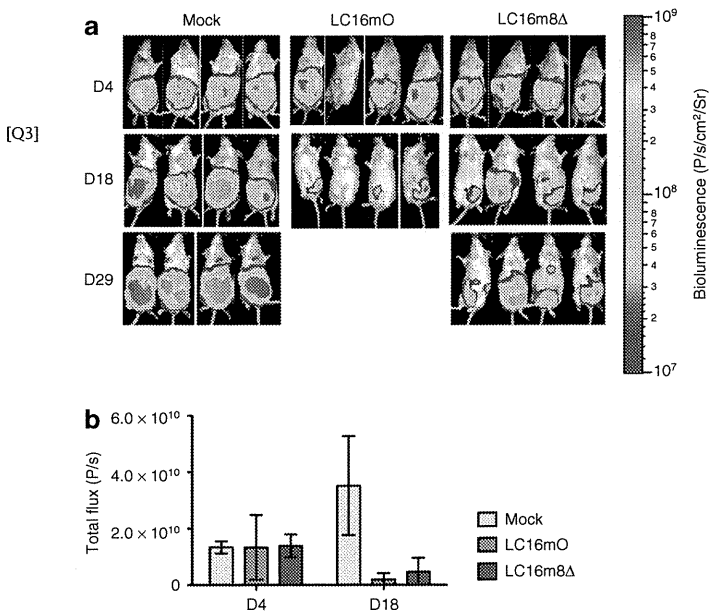 [Q3]
a
Mock LC16mO LC16m8Δ
D4
D18
D29
10⁹
8
7
6
5
4
3
2
10⁸
8
7
6
5
4
3
2
10⁷
Bioluminescence (P/s/cm²/Sr)
b
Total flux (P/s)
6.0 × 10¹⁰
4.0 × 10¹⁰
2.0 × 10¹⁰
0
D4 D18
Mock
LC16mO
LC16m8Δ